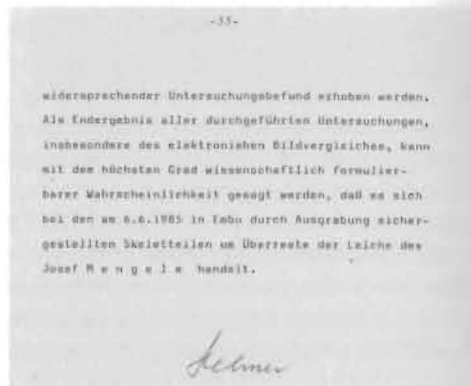 -35-
widersprechender Untersuchungsbefund erhoben werden.
Als Endergebnis aller durchgeführten Untersuchungen,
insbesondere des elektronischen Bildvergleiches, kann
mit dem höchsten Grad wissenschaftlich formulier-
barer Wahrscheinlichkeit gesagt werden, daß es sich
bei den am 6.6.1985 in Embu durch Ausgrabung sicher-
gestellten Skeletteilen um Überreste der Leiche des
Josef M e n g e l e handelt.
Helmer